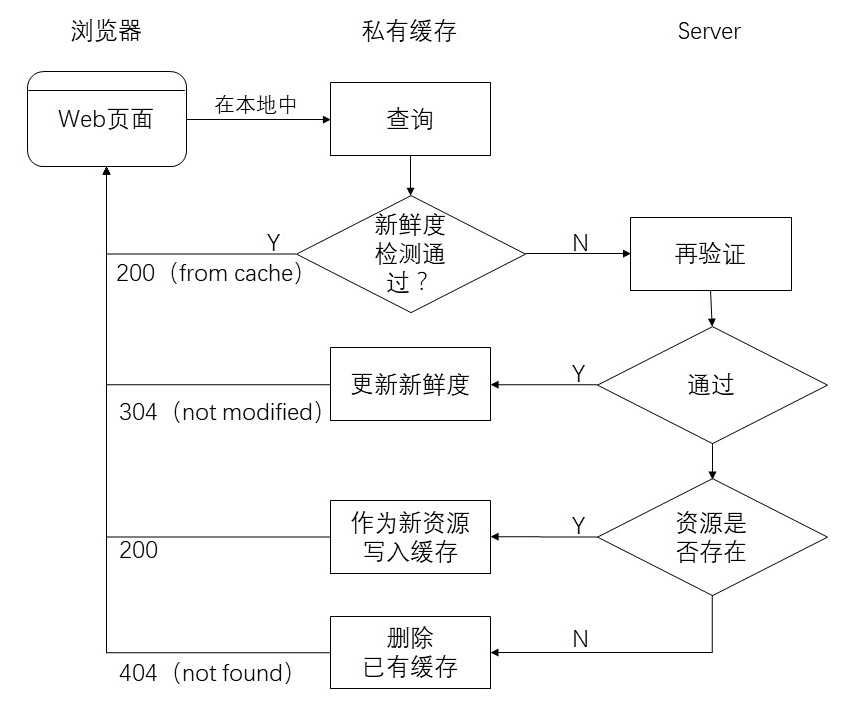 浏览器
私有缓存
Server
Web页面
在本地中
查询
新鲜度
检测通
过？
Y
N
200（from cache）
再验证
更新新鲜度
Y
通过
304（not modified）
作为新资源
写入缓存
Y
资源是
否存在
200
删除
已有缓存
N
404（not found）